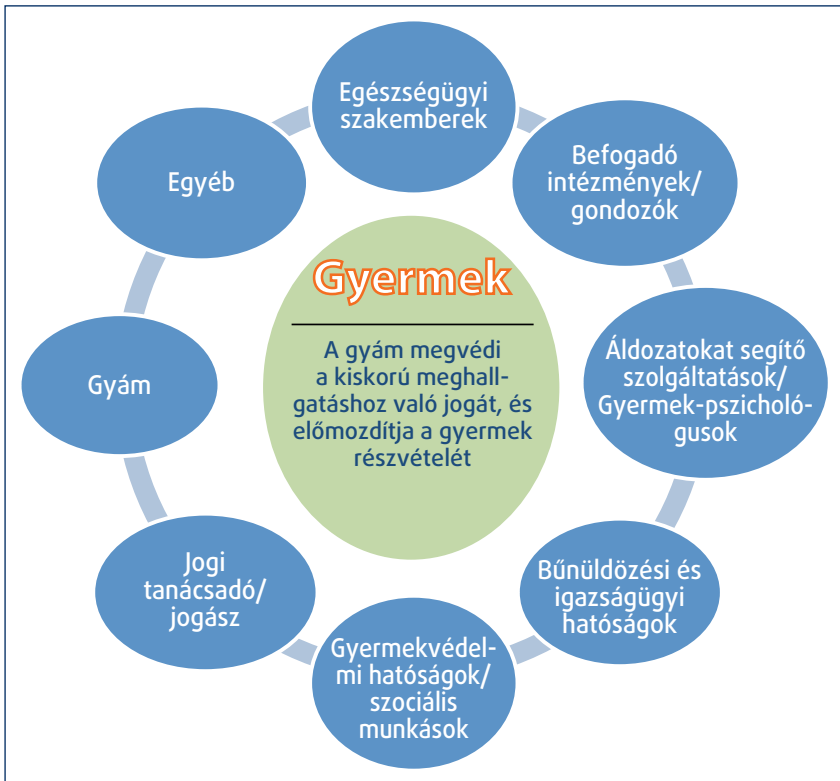 Egészségügyi
szakemberek
Befogadó
intézmények/
gondozók
Áldozatokat segítő
szolgáltatások/
Gyermek-pszicholó-
gusok
Bűnüldözési és
igazságügyi
hatóságok
Gyermekvédel-
mi hatóságok/
szociális
munkások
Jogi
tanácsadó/
jogász
Gyám
Egyéb
Gyermek
A gyám megvédi
a kiskorú meghall-
gatáshoz való jogát, és
előmozdítja a gyermek
részvételét